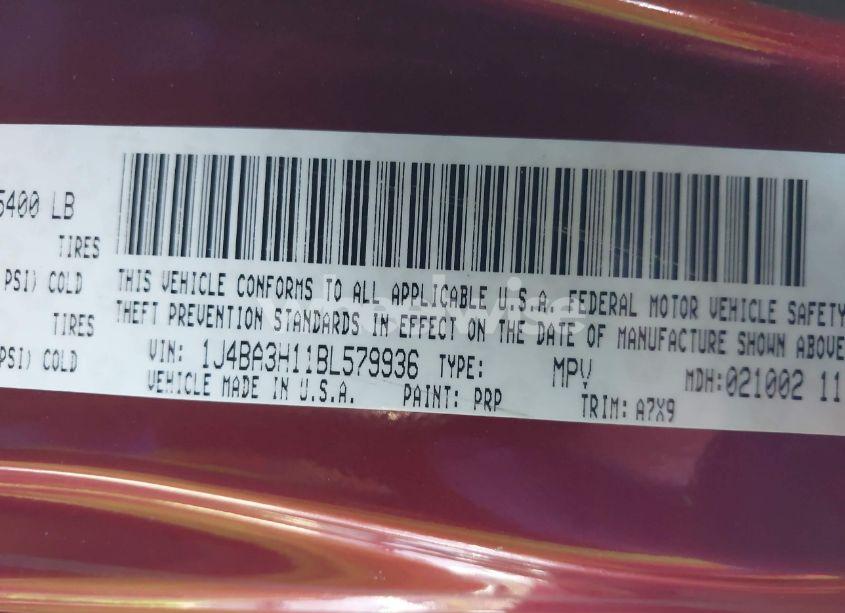 5400 LB
TIRES
PSI) COLD
TIRES
PSI) COLD
THIS VEHICLE CONFORMS TO ALL APPLICABLE U.S.A. FEDERAL MOTOR VEHICLE SAFETY
THEFT PREVENTION STANDARDS IN EFFECT ON THE DATE OF MANUFACTURE SHOWN ABOVE
VIN: 1J4BA3H11BL579936 TYPE: MPV MDH:021002 11
VEHICLE MADE IN U.S.A. PAINT: PRP TRIM: A7X9